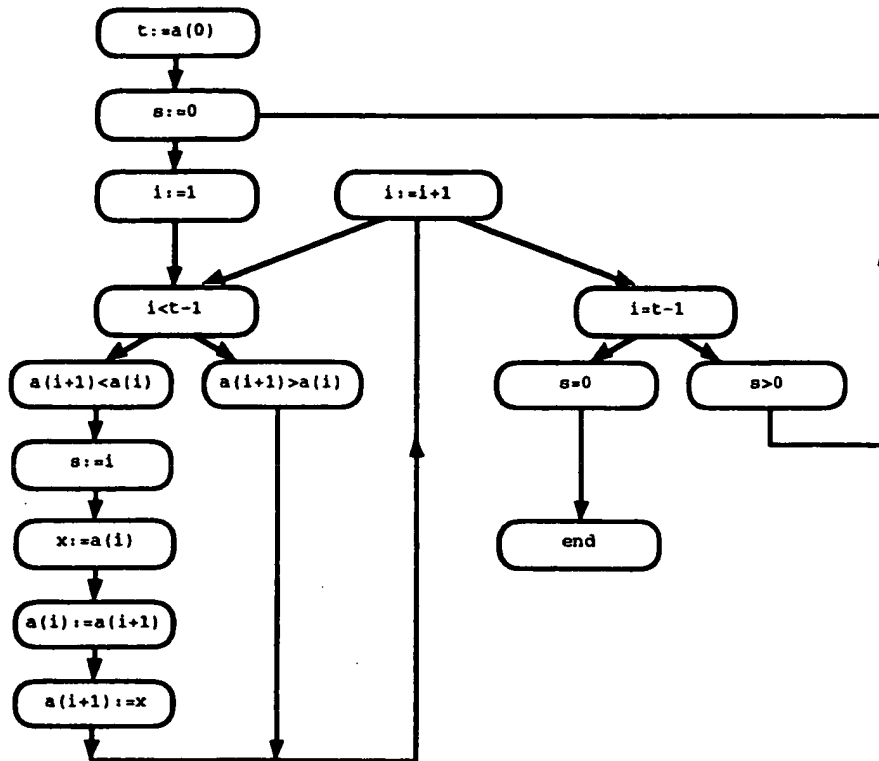 t:=a(0)
s:=0
i:=1
i:=i+1
i<t-1
i=t-1
a(i+1)<a(i)
a(i+1)>a(i)
s=0
s>0
s:=i
x:=a(i)
end
a(i):=a(i+1)
a(i+1):=x